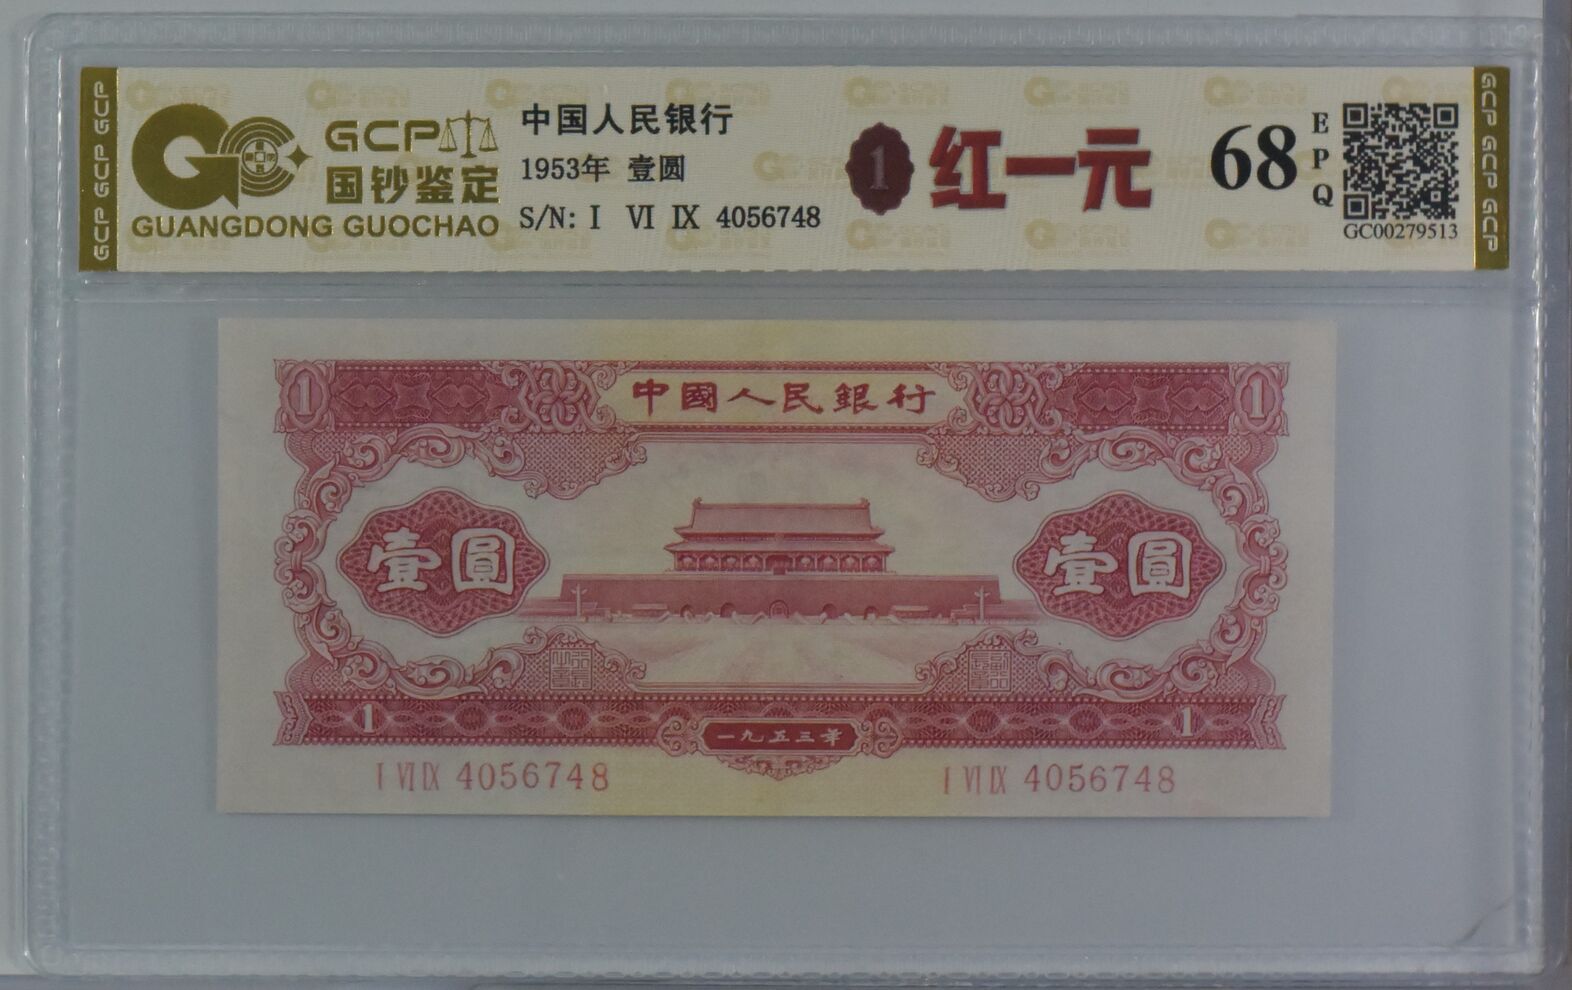 GCP GCP GCP
GCP
国钞鉴定
GUANGDONG GUOCHAO
中国人民银行
1953年 壹圆
S/N: I VI IX 4056748
1
红一元
68
EPQ
GC00279513
GCP GCP GCP
1 中國人民銀行 1
壹圓 壹圓
1 一九五三年 1
I VI IX 4056748 I VI IX 4056748